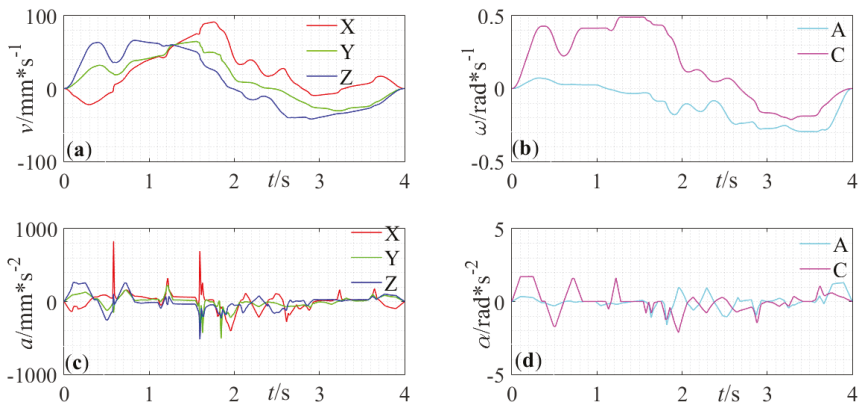 100
X
Y
Z
0
-100
v/mm*s-1
(a)
0 1 2 t/s 3 4
0.5
A
C
0
-0.5
ω/rad*s-1
(b)
0 1 2 t/s 3 4
1000
X
Y
Z
0
-1000
a/mm*s-2
(c)
0 1 2 t/s 3 4
5
A
C
0
-5
α/rad*s-2
(d)
0 1 2 t/s 3 4